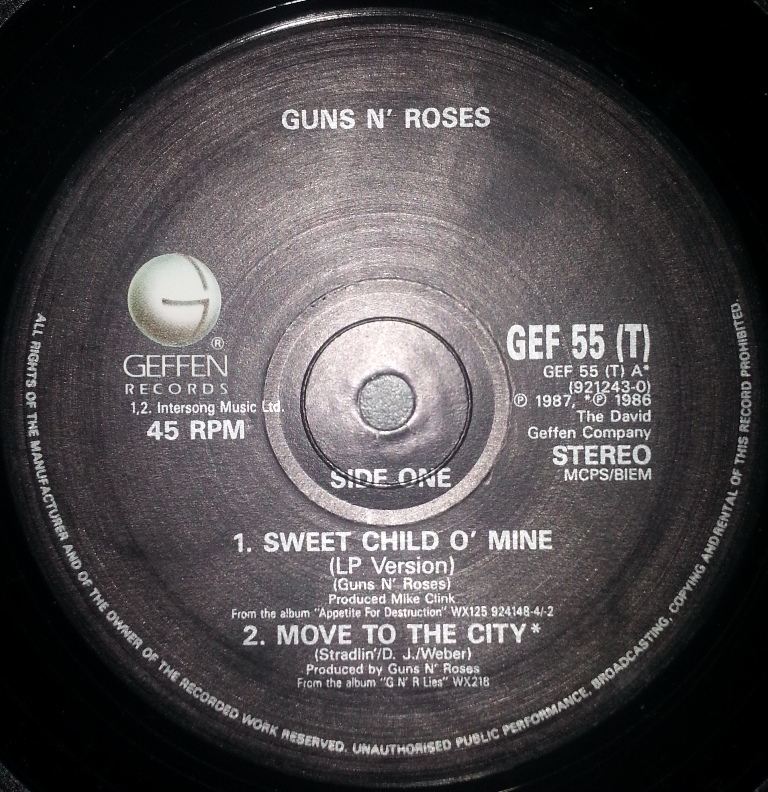 GUNS N' ROSES
®
GEFFEN
RECORDS
1,2. Intersong Music Ltd.
45 RPM
GEF 55 (T)
GEF 55 (T) A*
(921243-0)
℗ 1987, *℗ 1986
The David
Geffen Company
STEREO
MCPS/BIEM
SIDE ONE
1. SWEET CHILD O' MINE
(LP Version)
(Guns N' Roses)
Produced Mike Clink
From the album "Appetite For Destruction" WX125 924148-4/-2
2. MOVE TO THE CITY*
(Stradlin'/D. J./Weber)
Produced by Guns N' Roses
From the album "G N' R Lies" WX218
ALL RIGHTS OF THE MANUFACTURER AND OF THE OWNER OF THE RECORDED WORK RESERVED. UNAUTHORISED PUBLIC PERFORMANCE, BROADCASTING, COPYING AND RENTAL OF THIS RECORD PROHIBITED.